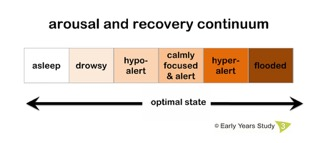 arousal and recovery continuum
asleep
drowsy
hypo-
alert
calmly
focused
& alert
hyper-
alert
flooded
optimal state
© Early Years Study 3